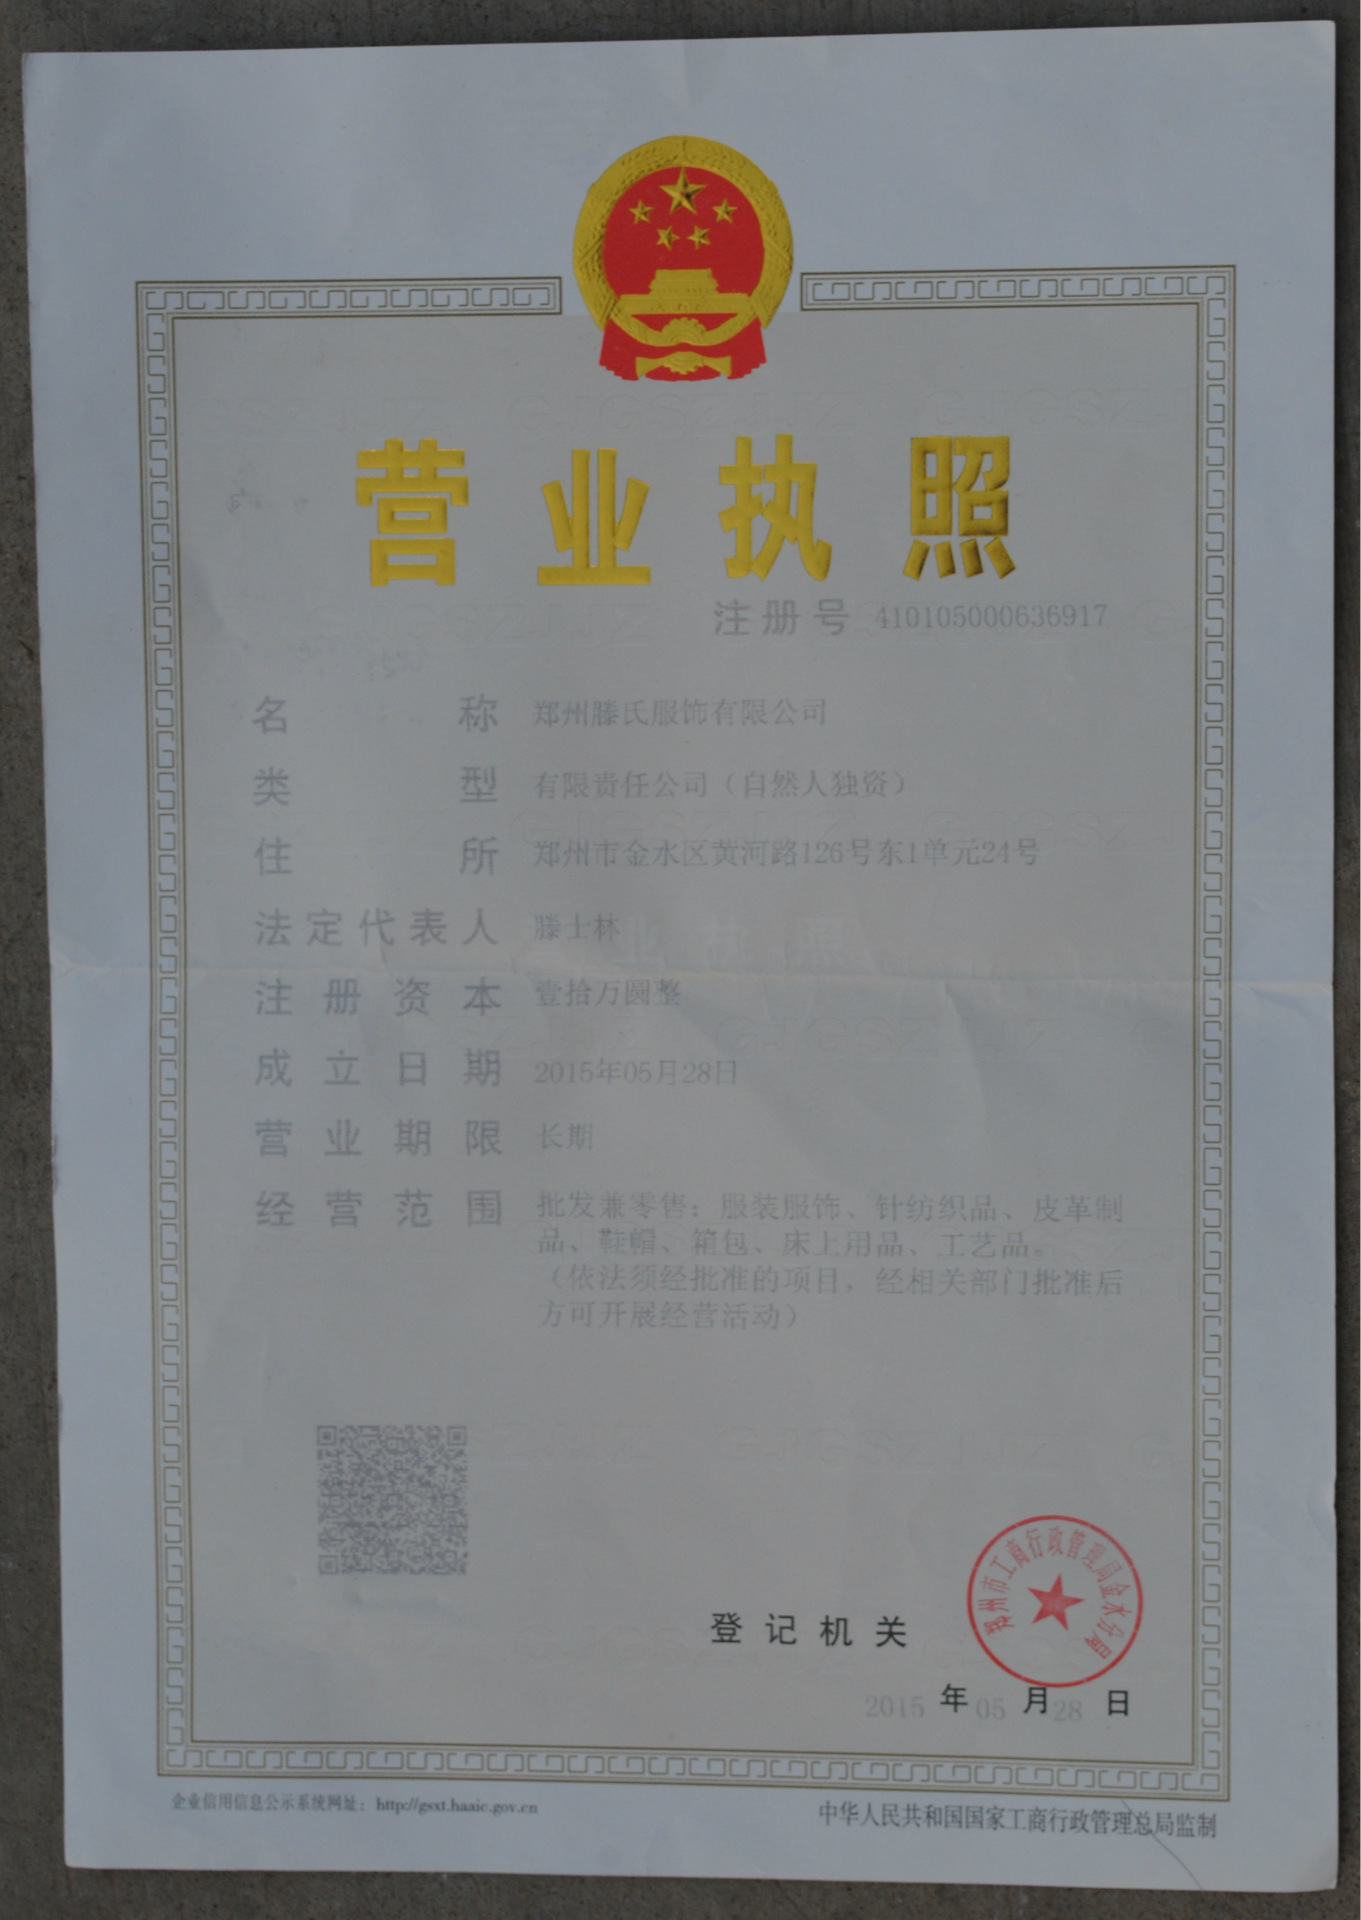 营业执照
注册号 410105000636917
名称 郑州滕氏服饰有限公司
类型 有限责任公司（自然人独资）
住所 郑州市金水区黄河路126号东1单元24号
法定代表人 滕士林
注册资本 壹拾万圆整
成立日期 2015年05月28日
营业期限 长期
经营范围 批发兼零售：服装服饰、针纺织品、皮革制
品、鞋帽、箱包、床上用品、工艺品。
（依法须经批准的项目，经相关部门批准后
方可开展经营活动）
郑州市工商行政管理局金水分局
登记机关
2015 年 05 月 28 日
企业信用信息公示系统网址：http://gsxt.haaic.gov.cn
中华人民共和国国家工商行政管理总局监制